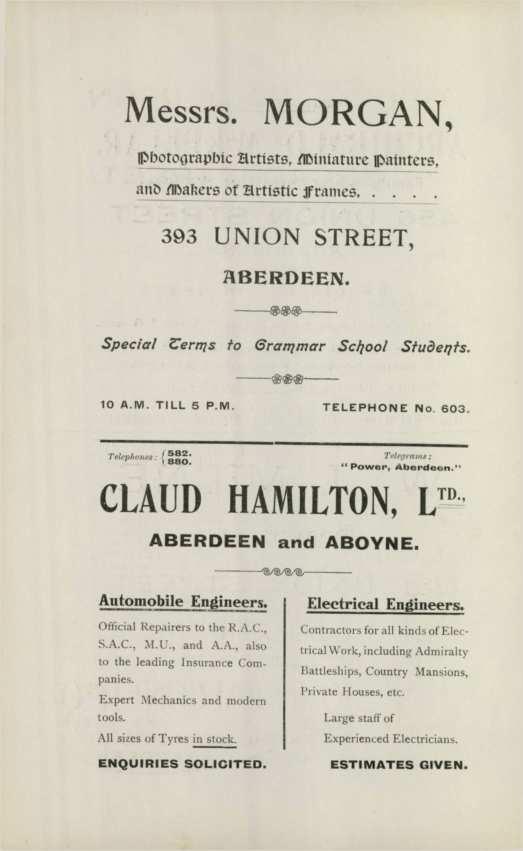 Messrs. MORGAN,
Photographic Artists, Miniature Painters,
and Makers of Artistic Frames, . . . .
393 UNION STREET,
ABERDEEN.
Special Terms to Grammar School Students.
10 A.M. TILL 5 P.M. TELEPHONE No. 603.
Telephones: { 582.
880.
Telegrams:
"Power, Aberdeen."
CLAUD HAMILTON, LTD.,
ABERDEEN and ABOYNE.
Automobile Engineers.
Official Repairers to the R.A.C.,
S.A.C., M.U., and A.A., also
to the leading Insurance Com-
panies.
Expert Mechanics and modern
tools.
All sizes of Tyres in stock.
ENQUIRIES SOLICITED.
Electrical Engineers.
Contractors for all kinds of Elec-
trical Work, including Admiralty
Battleships, Country Mansions,
Private Houses, etc.
Large staff of
Experienced Electricians.
ESTIMATES GIVEN.